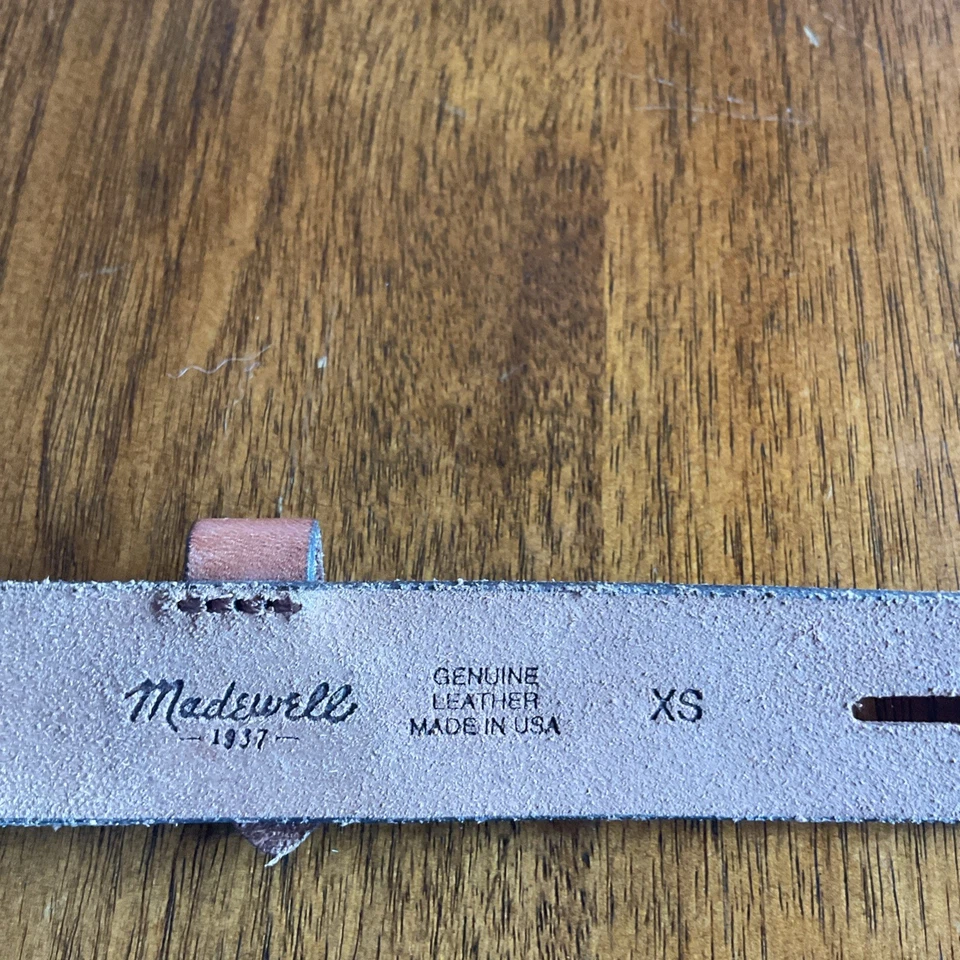 Madewell
1937
GENUINE
LEATHER
MADE IN USA
XS